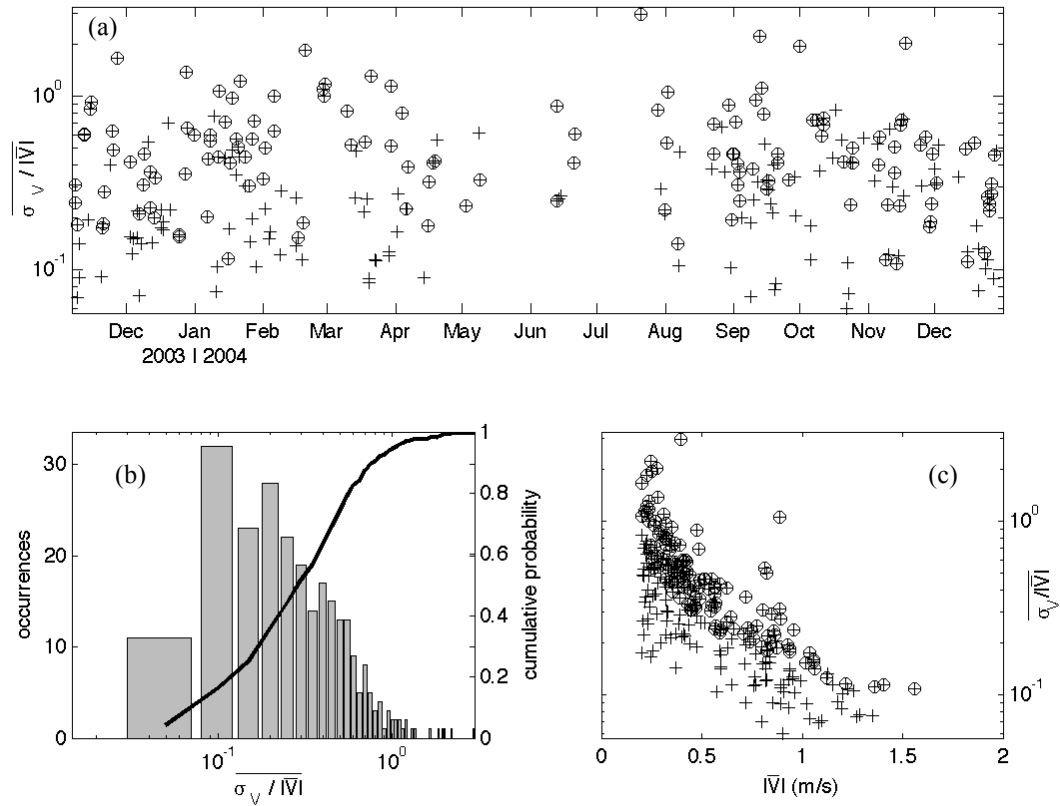 (a)
10⁰
10⁻¹
σ_V / |V̅|
Dec Jan Feb Mar Apr May Jun Jul Aug Sep Oct Nov Dec
2003 | 2004
(b)
30
20
10
0
occurrences
1
0.8
0.6
0.4
0.2
0
cumulative probability
10⁻¹ 10⁰
σ_V / |V̅|
(c)
10⁰
10⁻¹
σ_V/|V̅|
0 0.5 1 1.5 2
|V̅| (m/s)